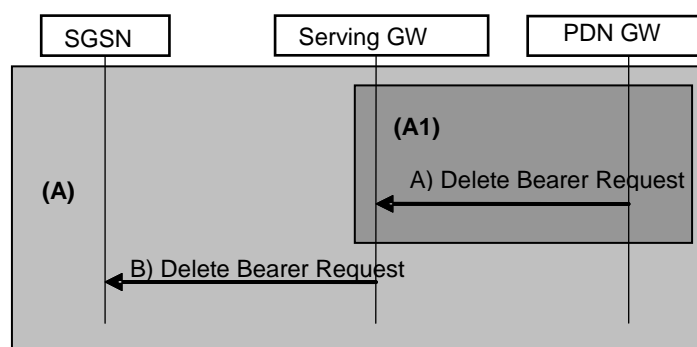 SGSN
Serving GW
PDN GW
(A1)
(A)
A) Delete Bearer Request
B) Delete Bearer Request